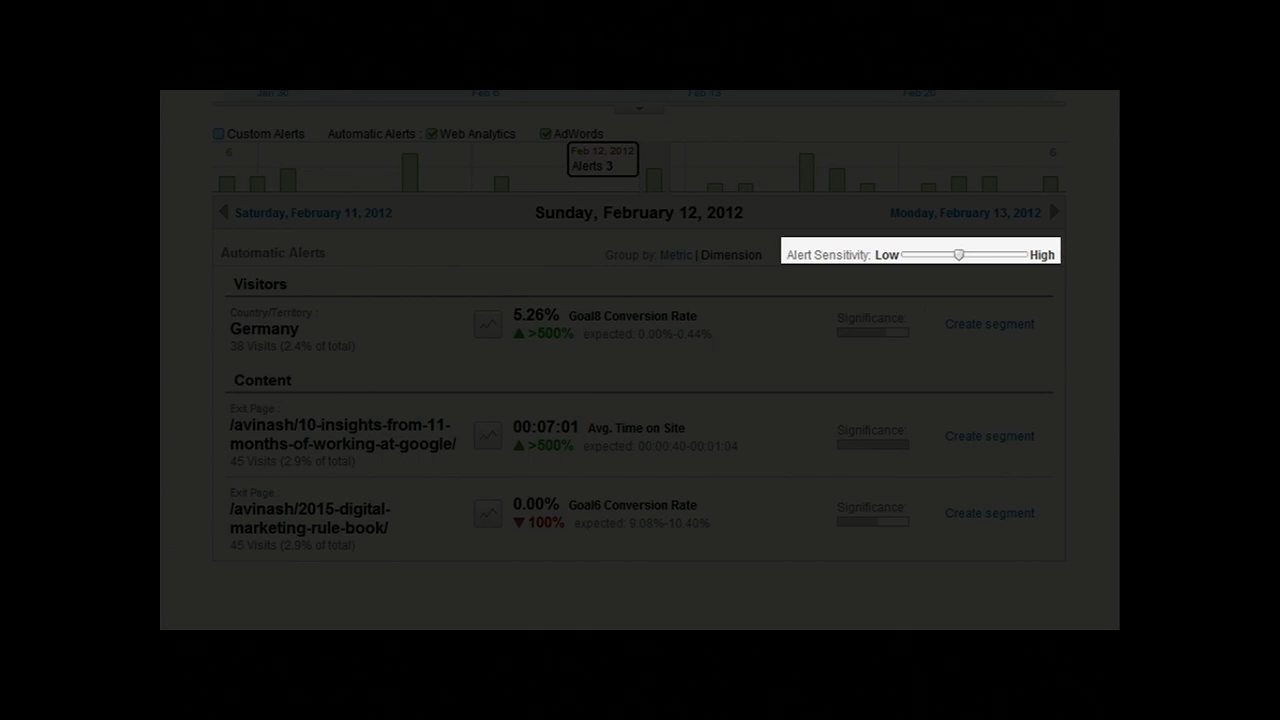 Jan 30 Feb 6 Feb 13 Feb 20
Custom Alerts Automatic Alerts : Web Analytics AdWords
6 Feb 12, 2012 6
Alerts 3
Saturday, February 11, 2012 Sunday, February 12, 2012 Monday, February 13, 2012
Automatic Alerts Group by: Metric | Dimension Alert Sensitivity: Low High
Visitors
Country/Territory :
Germany
38 Visits (2.4% of total)
5.26% Goal8 Conversion Rate
>500% expected: 0.00%-0.44%
Significance:
Create segment
Content
Exit Page :
/avinash/10-insights-from-11-
months-of-working-at-google/
45 Visits (2.9% of total)
00:07:01 Avg. Time on Site
>500% expected: 00:00:40-00:01:04
Significance:
Create segment
Exit Page :
/avinash/2015-digital-
marketing-rule-book/
45 Visits (2.9% of total)
0.00% Goal6 Conversion Rate
100% expected: 9.08%-10.40%
Significance:
Create segment